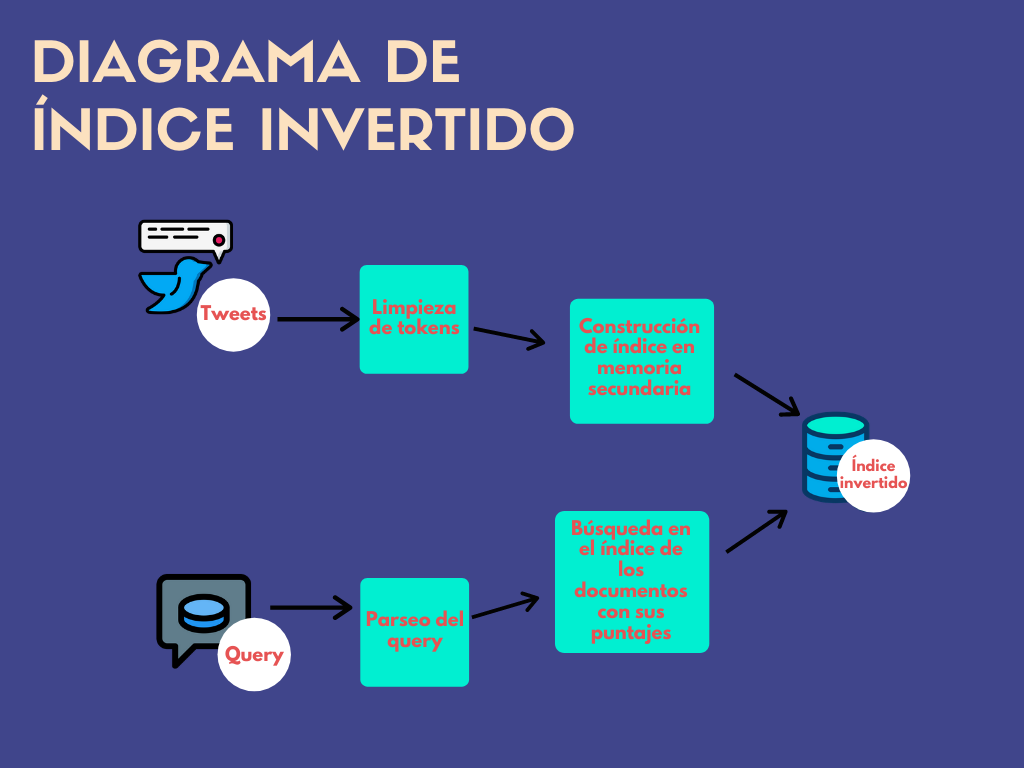 DIAGRAMA DE
ÍNDICE INVERTIDO
Tweets
Limpieza
de tokens
Construcción
de índice en
memoria
secundaria
Índice
invertido
Búsqueda en
el índice de
los
documentos
con sus
puntajes
Parseo del
query
Query